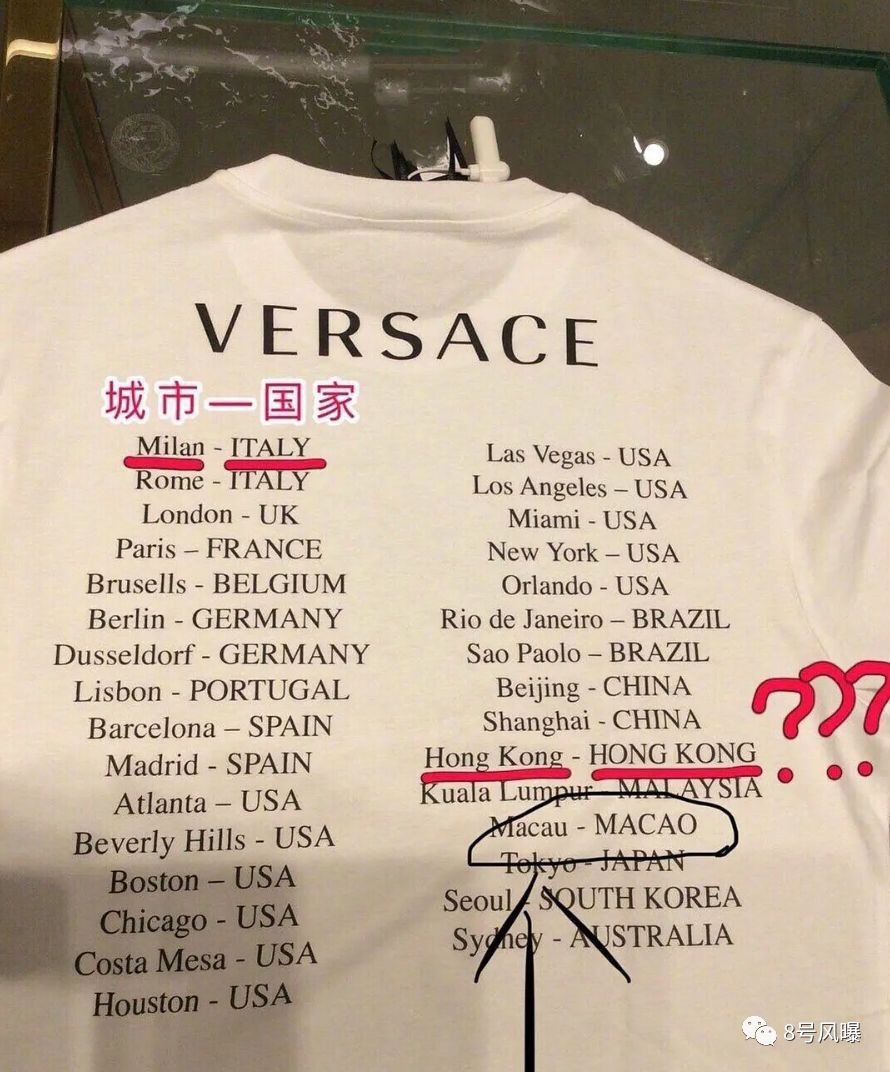 VERSACE
城市—国家
Milan - ITALY
Rome - ITALY
London - UK
Paris – FRANCE
Brusells - BELGIUM
Berlin - GERMANY
Dusseldorf - GERMANY
Lisbon - PORTUGAL
Barcelona – SPAIN
Madrid - SPAIN
Atlanta – USA
Beverly Hills - USA
Boston – USA
Chicago - USA
Costa Mesa - USA
Houston - USA
Las Vegas - USA
Los Angeles – USA
Miami - USA
New York – USA
Orlando - USA
Rio de Janeiro – BRAZIL
Sao Paolo – BRAZIL
Beijing - CHINA
Shanghai - CHINA
Hong Kong - HONG KONG
???
Kuala Lumpur - MALAYSIA
Macau - MACAO
Tokyo - JAPAN
Seoul - SOUTH KOREA
Sydney - AUSTRALIA
8号风曝